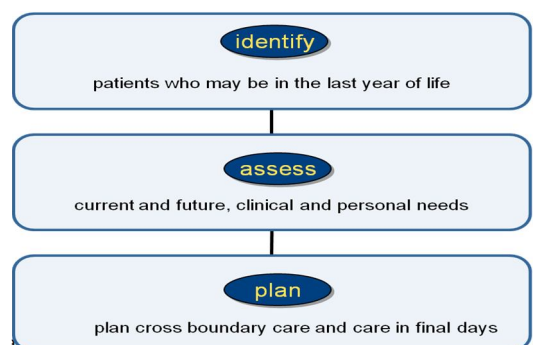 identify
patients who may be in the last year of life
assess
current and future, clinical and personal needs
plan
plan cross boundary care and care in final days